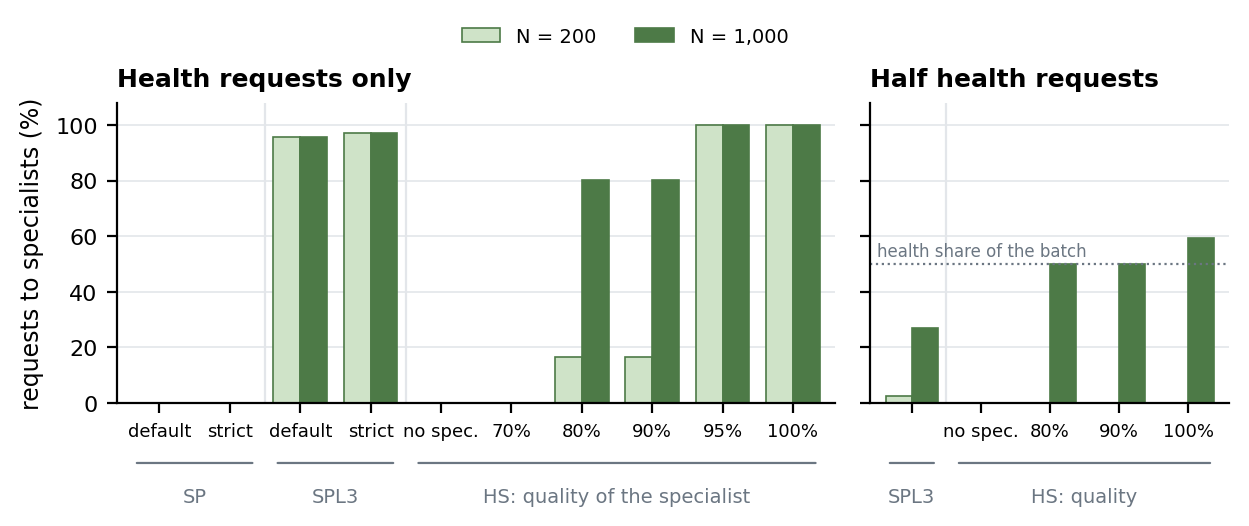 N = 200
N = 1,000
Health requests only
Half health requests
requests to specialists (%)
100
80
60
40
20
0
health share of the batch
default strict default strict no spec. 70% 80% 90% 95% 100%
no spec. 80% 90% 100%
SP SPL3 HS: quality of the specialist
SPL3 HS: quality